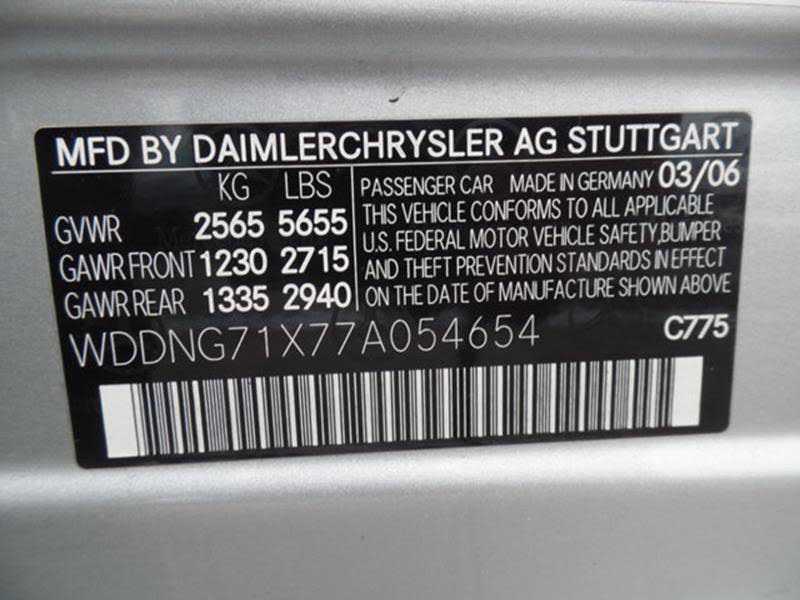 MFD BY DAIMLERCHRYSLER AG STUTTGART
KG LBS
GVWR 2565 5655
GAWR FRONT 1230 2715
GAWR REAR 1335 2940
PASSENGER CAR MADE IN GERMANY 03/06
THIS VEHICLE CONFORMS TO ALL APPLICABLE
U.S. FEDERAL MOTOR VEHICLE SAFETY,BUMPER
AND THEFT PREVENTION STANDARDS IN EFFECT
ON THE DATE OF MANUFACTURE SHOWN ABOVE
WDDNG71X77A054654 C775